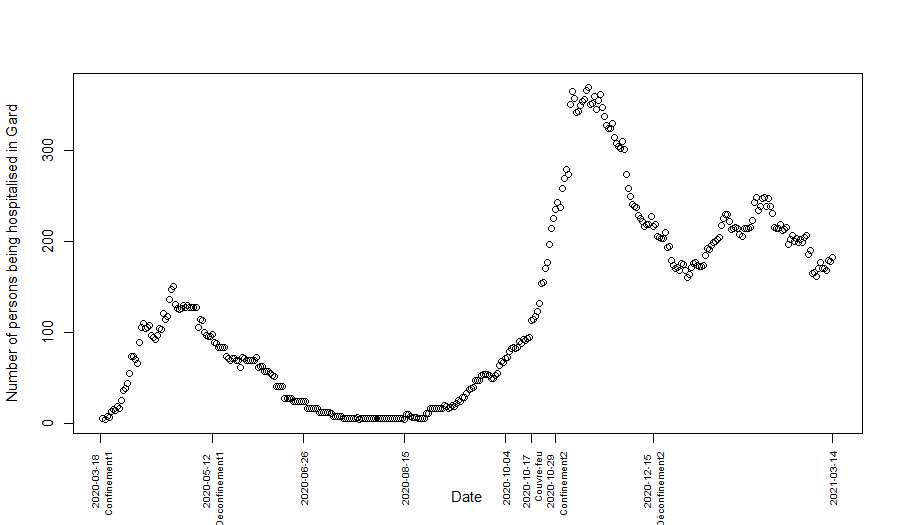 Number of persons being hospitalised in Gard
300
200
100
0
2020-03-18
Confinement1
2020-05-12
Déconfinement1
2020-06-26
2020-08-15
2020-10-04
2020-10-17
Couvre-feu
2020-10-29
Confinement2
2020-12-15
Déconfinement2
2021-03-14
Date